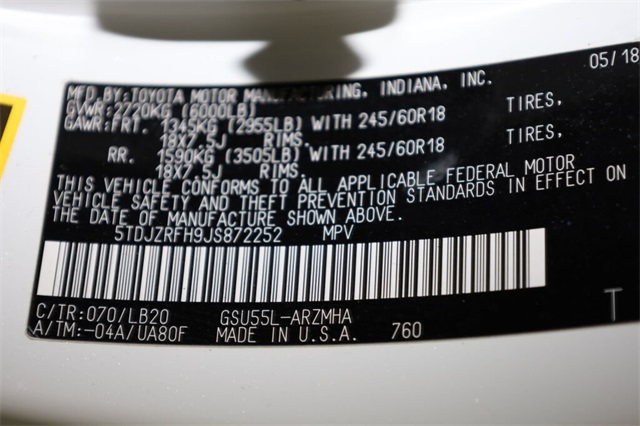 05/18
MFD.BY:TOYOTA MOTOR MANUFACTURING, INDIANA, INC.
GVWR:2720KG (6000LB)
GAWR:FRT. 1345KG (2955LB) WITH 245/60R18 TIRES,
18X7.5J RIMS.
RR. 1590KG (3505LB) WITH 245/60R18 TIRES,
18X7.5J RIMS.
THIS VEHICLE CONFORMS TO ALL APPLICABLE FEDERAL MOTOR
VEHICLE SAFETY AND THEFT PREVENTION STANDARDS IN EFFECT ON
THE DATE OF MANUFACTURE SHOWN ABOVE.
5TDJZRFH9JS872252 MPV
C/TR:070/LB20 GSU55L-ARZMHA T
A/TM:-04A/UA80F MADE IN U.S.A. 760